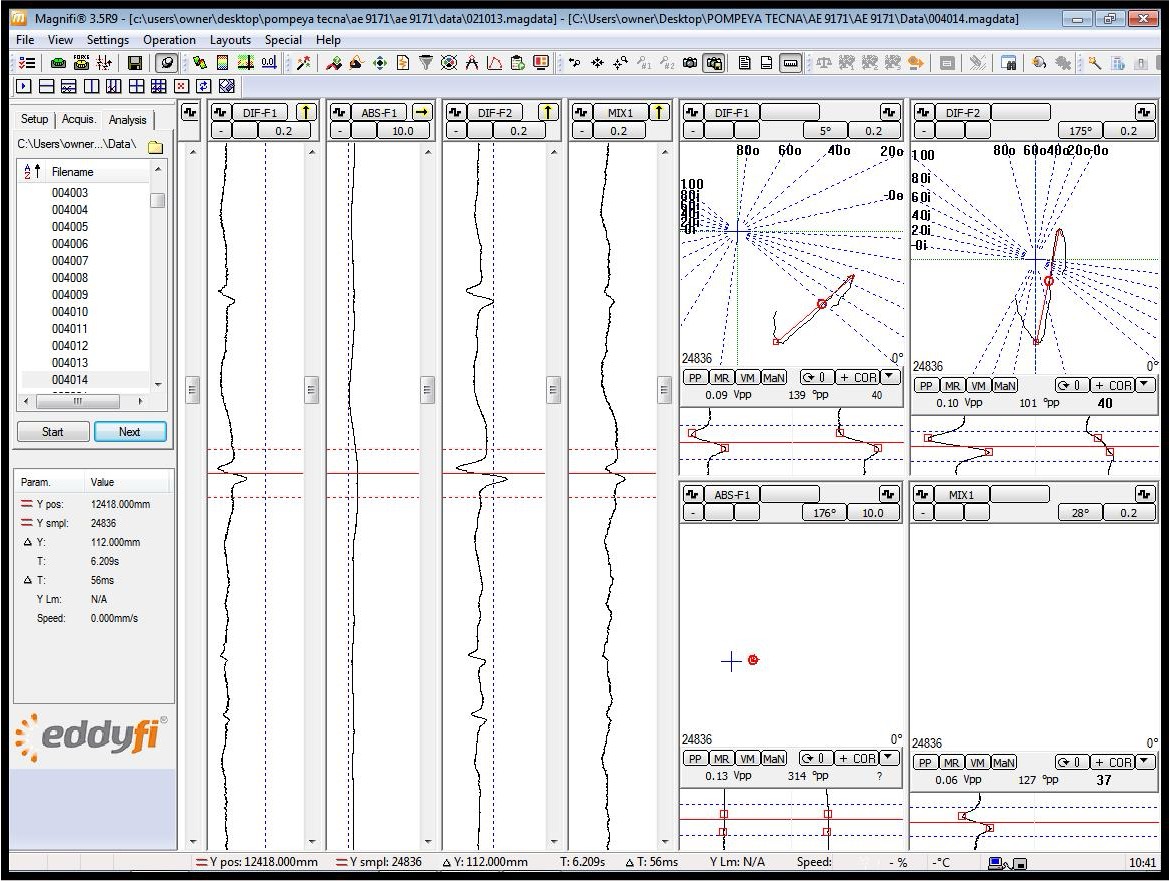 Magnifi® 3.5R9 - [c:\users\owner\desktop\pompeya tecna\ae 9171\ae 9171\data\021013.magdata] - [C:\Users\owner\Desktop\POMPEYA TECNA\AE 9171\AE 9171\Data\004014.magdata]
File View Settings Operation Layouts Special Help
Setup Acquis. Analysis
C:\Users\owner...\Data\
Filename
004003
004004
004005
004006
004007
004008
004009
004010
004011
004012
004013
004014
Start Next
Param. Value
Y pos: 12418.000mm
Y smpl: 24836
Δ Y: 112.000mm
T: 6.209s
Δ T: 56ms
Y Lm: N/A
Speed: 0.000mm/s
eddyfi®
DIF-F1
- 0.2
ABS-F1
- 10.0
DIF-F2
- 0.2
MIX1
- 0.2
DIF-F1
- 5° 0.2
80o 60o 40o 20o
-0o
100
80i
60i
40i
20i
-0i
24836 0°
PP MR VM MaN 0 + COR
0.09 Vpp 139 °pp 40
DIF-F2
- 175° 0.2
80o 60o 40o 20o -0o
100
80i
60i
40i
20i
-0i
24836 0°
PP MR VM MaN 0 + COR
0.10 Vpp 101 °pp 40
ABS-F1
- 176° 10.0
24836 0°
PP MR VM MaN 0 + COR
0.13 Vpp 314 °pp ?
MIX1
- 28° 0.2
24836 0°
PP MR VM MaN 0 + COR
0.06 Vpp 127 °pp 37
Y pos: 12418.000mm Y smpl: 24836 Δ Y: 112.000mm T: 6.209s Δ T: 56ms Y Lm: N/A Speed: - % -°C 10:41